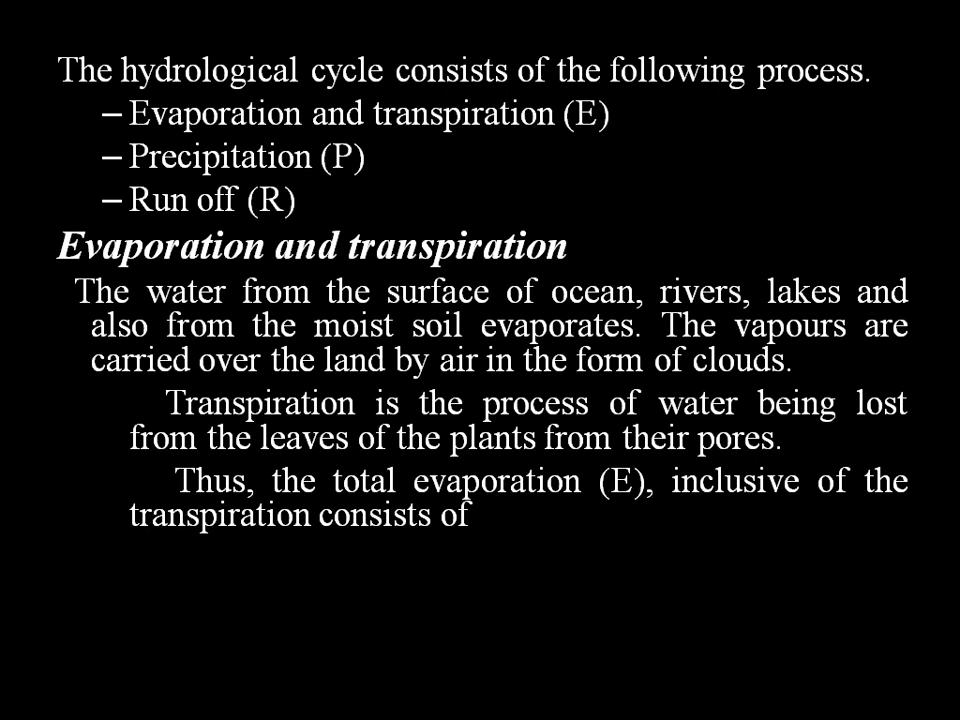 The hydrological cycle consists of the following process.
– Evaporation and transpiration (E)
– Precipitation (P)
– Run off (R)
Evaporation and transpiration
The water from the surface of ocean, rivers, lakes and
also from the moist soil evaporates. The vapours are
carried over the land by air in the form of clouds.
Transpiration is the process of water being lost
from the leaves of the plants from their pores.
Thus, the total evaporation (E), inclusive of the
transpiration consists of